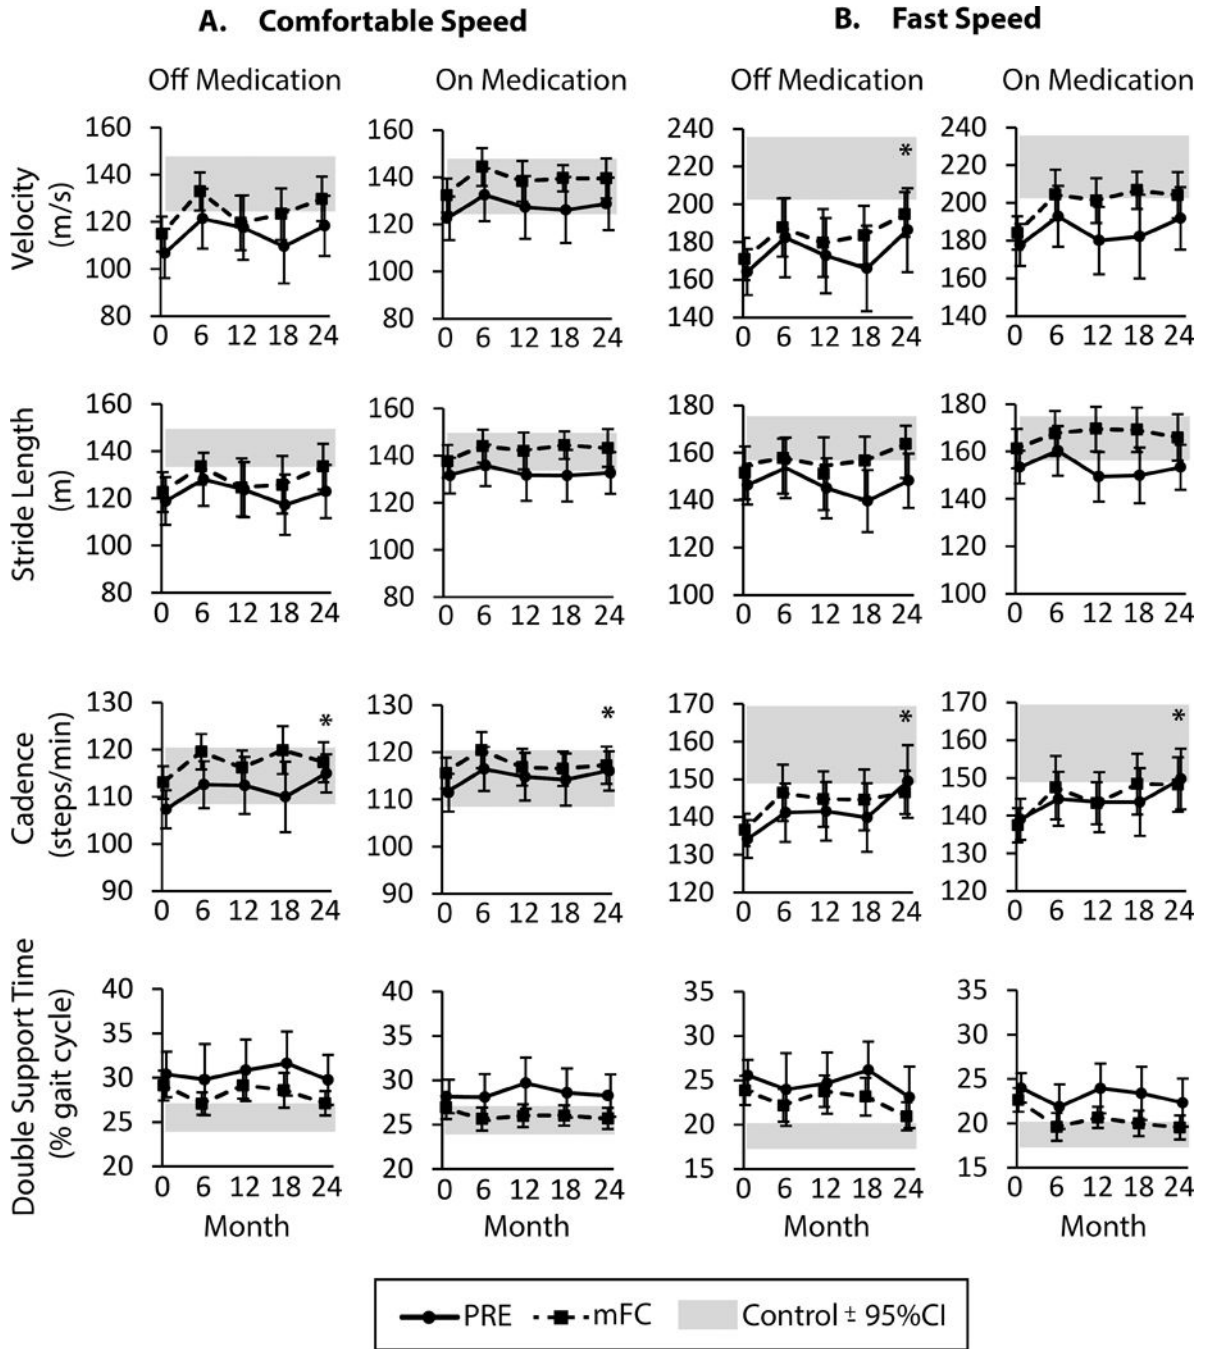 A. Comfortable Speed
B. Fast Speed
Off Medication
On Medication
Off Medication
On Medication
Velocity
(m/s)
160
140
120
100
80
0 6 12 18 24
160
140
120
100
80
0 6 12 18 24
240
220
200
180
160
140
0 6 12 18 24
*
240
220
200
180
160
140
0 6 12 18 24
Stride Length
(m)
160
140
120
100
80
0 6 12 18 24
160
140
120
100
80
0 6 12 18 24
180
160
140
120
100
0 6 12 18 24
180
160
140
120
100
0 6 12 18 24
Cadence
(steps/min)
130
120
110
100
90
0 6 12 18 24
*
130
120
110
100
90
0 6 12 18 24
*
170
160
150
140
130
120
0 6 12 18 24
*
170
160
150
140
130
120
0 6 12 18 24
*
Double Support Time
(% gait cycle)
40
35
30
25
20
0 6 12 18 24
Month
40
35
30
25
20
0 6 12 18 24
Month
35
30
25
20
15
0 6 12 18 24
Month
35
30
25
20
15
0 6 12 18 24
Month
PRE mFC Control ± 95%CI